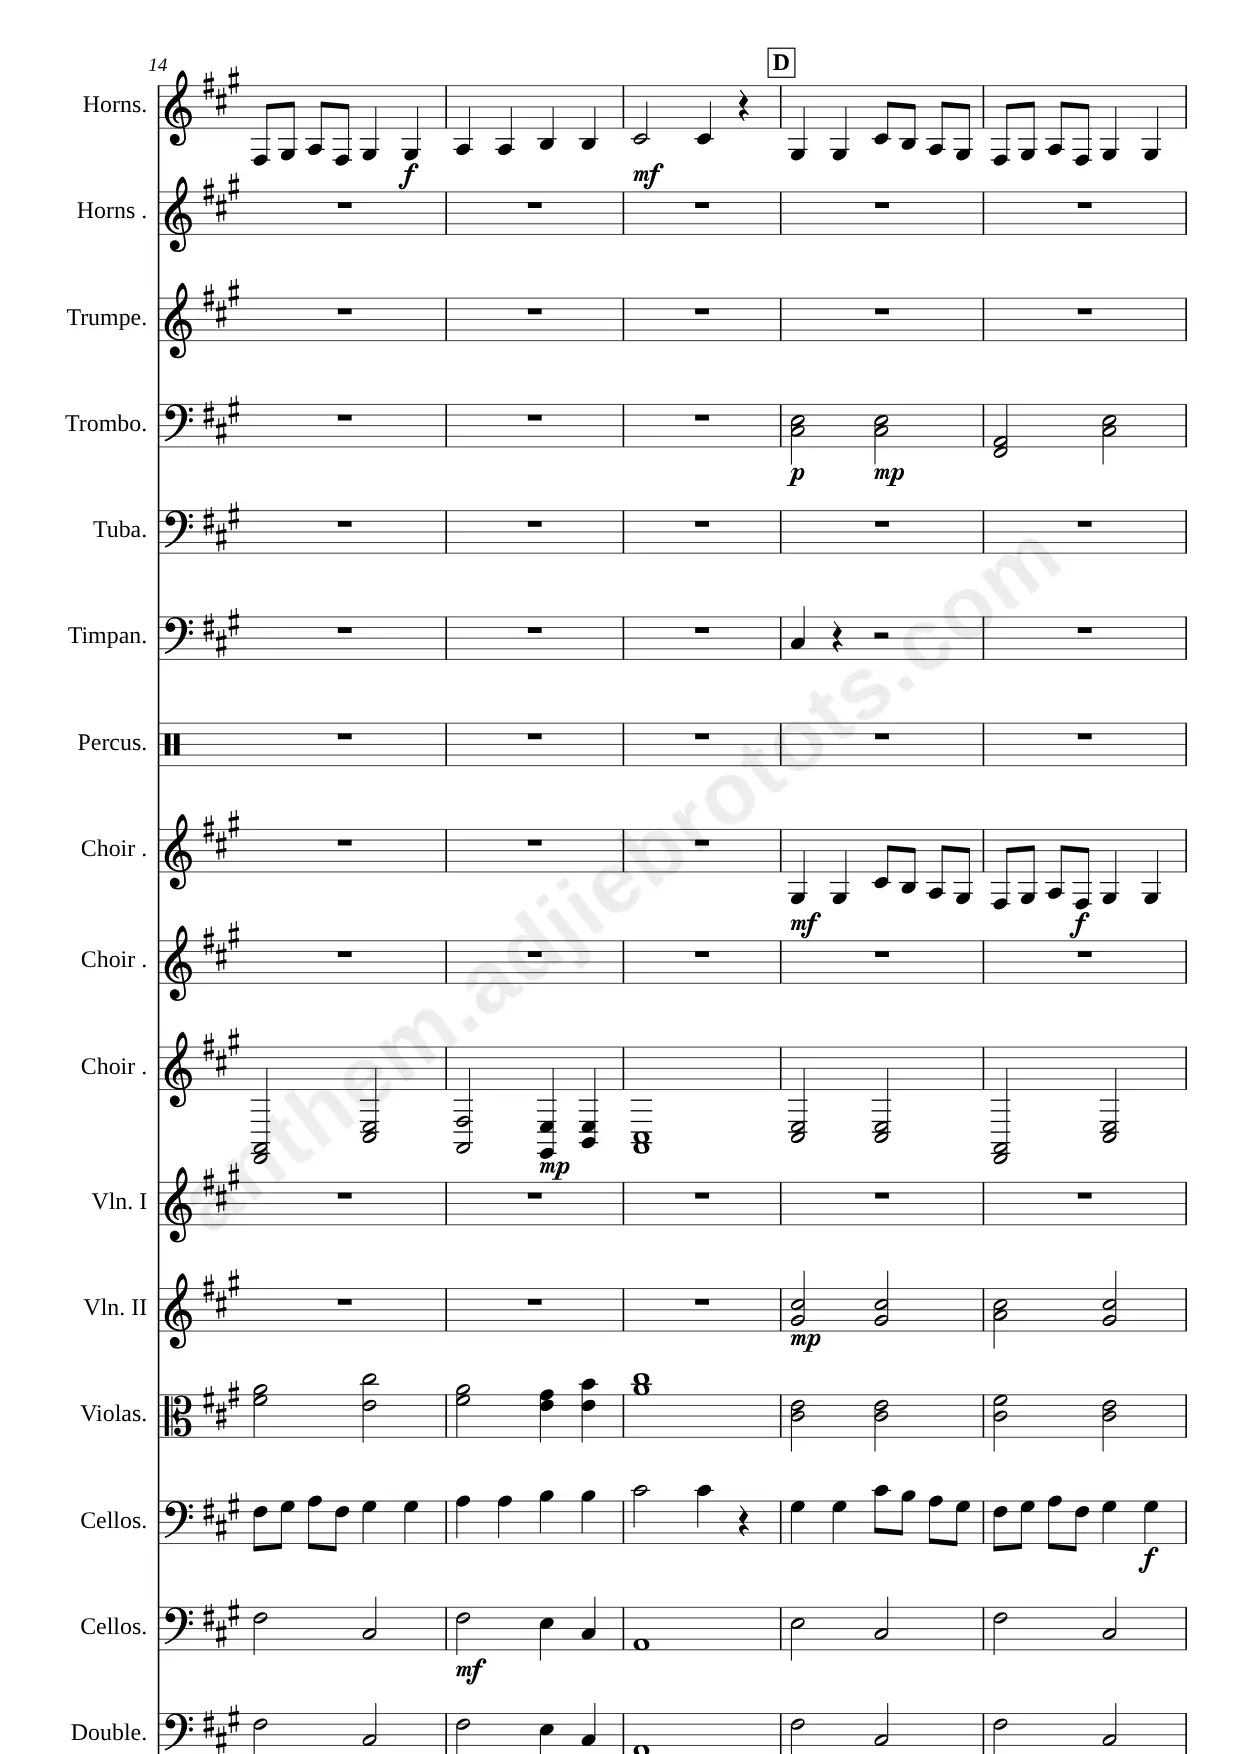 D
14
Horns.
f
mf
Horns .
Trumpe.
Trombo.
p mp
Tuba.
Timpan.
Percus.
Choir .
mf f
Choir .
Choir .
mp
Vln. I
Vln. II
mp
Violas.
Cellos.
f
Cellos.
mf
Double.
anthem.adjiebrotots.com